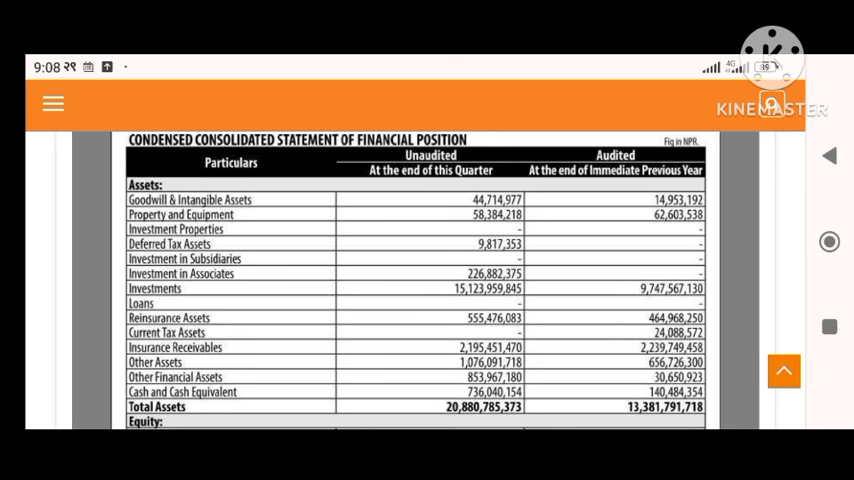 9:08 २९
4G
89
KINEMASTER
CONDENSED CONSOLIDATED STATEMENT OF FINANCIAL POSITION
Fig in NPR.
Particulars Unaudited Audited
At the end of this Quarter At the end of Immediate Previous Year
Assets:
Goodwill & Intangible Assets 44,714,977 14,953,192
Property and Equipment 58,384,218 62,603,538
Investment Properties - -
Deferred Tax Assets 9,817,353 -
Investment in Subsidiaries - -
Investment in Associates 226,882,375 -
Investments 15,123,959,845 9,747,567,130
Loans - -
Reinsurance Assets 555,476,083 464,968,250
Current Tax Assets - 24,088,572
Insurance Receivables 2,195,451,470 2,239,749,458
Other Assets 1,076,091,718 656,726,300
Other Financial Assets 853,967,180 30,650,923
Cash and Cash Equivalent 736,040,154 140,484,354
Total Assets 20,880,785,373 13,381,791,718
Equity: